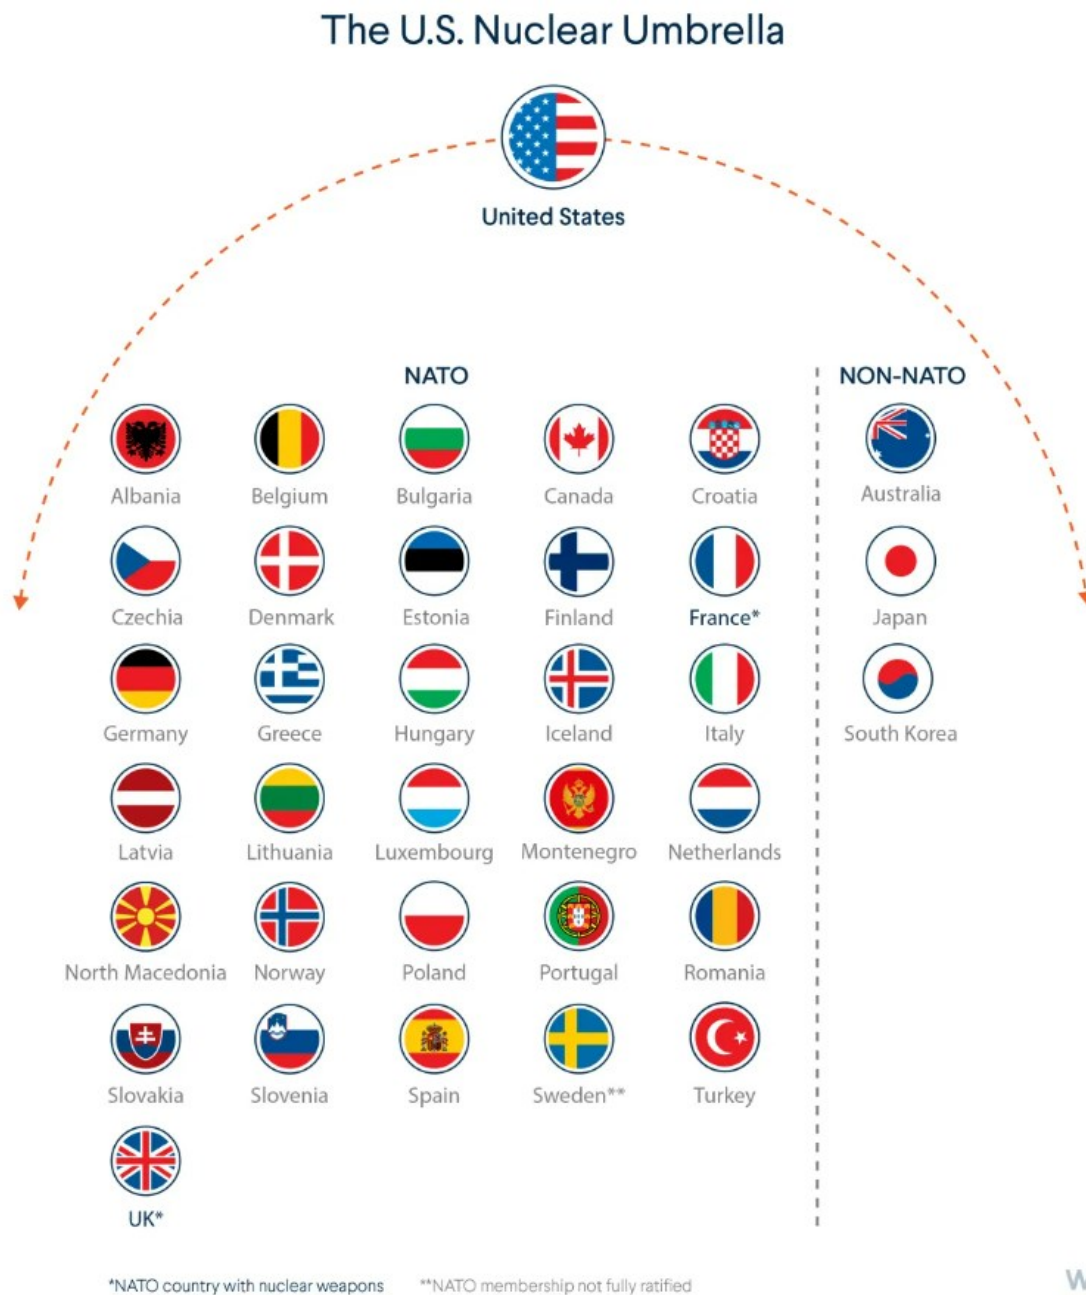 The U.S. Nuclear Umbrella
United States
NATO
NON-NATO
Albania Belgium Bulgaria Canada Croatia Australia
Czechia Denmark Estonia Finland France* Japan
Germany Greece Hungary Iceland Italy South Korea
Latvia Lithuania Luxembourg Montenegro Netherlands
North Macedonia Norway Poland Portugal Romania
Slovakia Slovenia Spain Sweden** Turkey
UK*
*NATO country with nuclear weapons **NATO membership not fully ratified
W